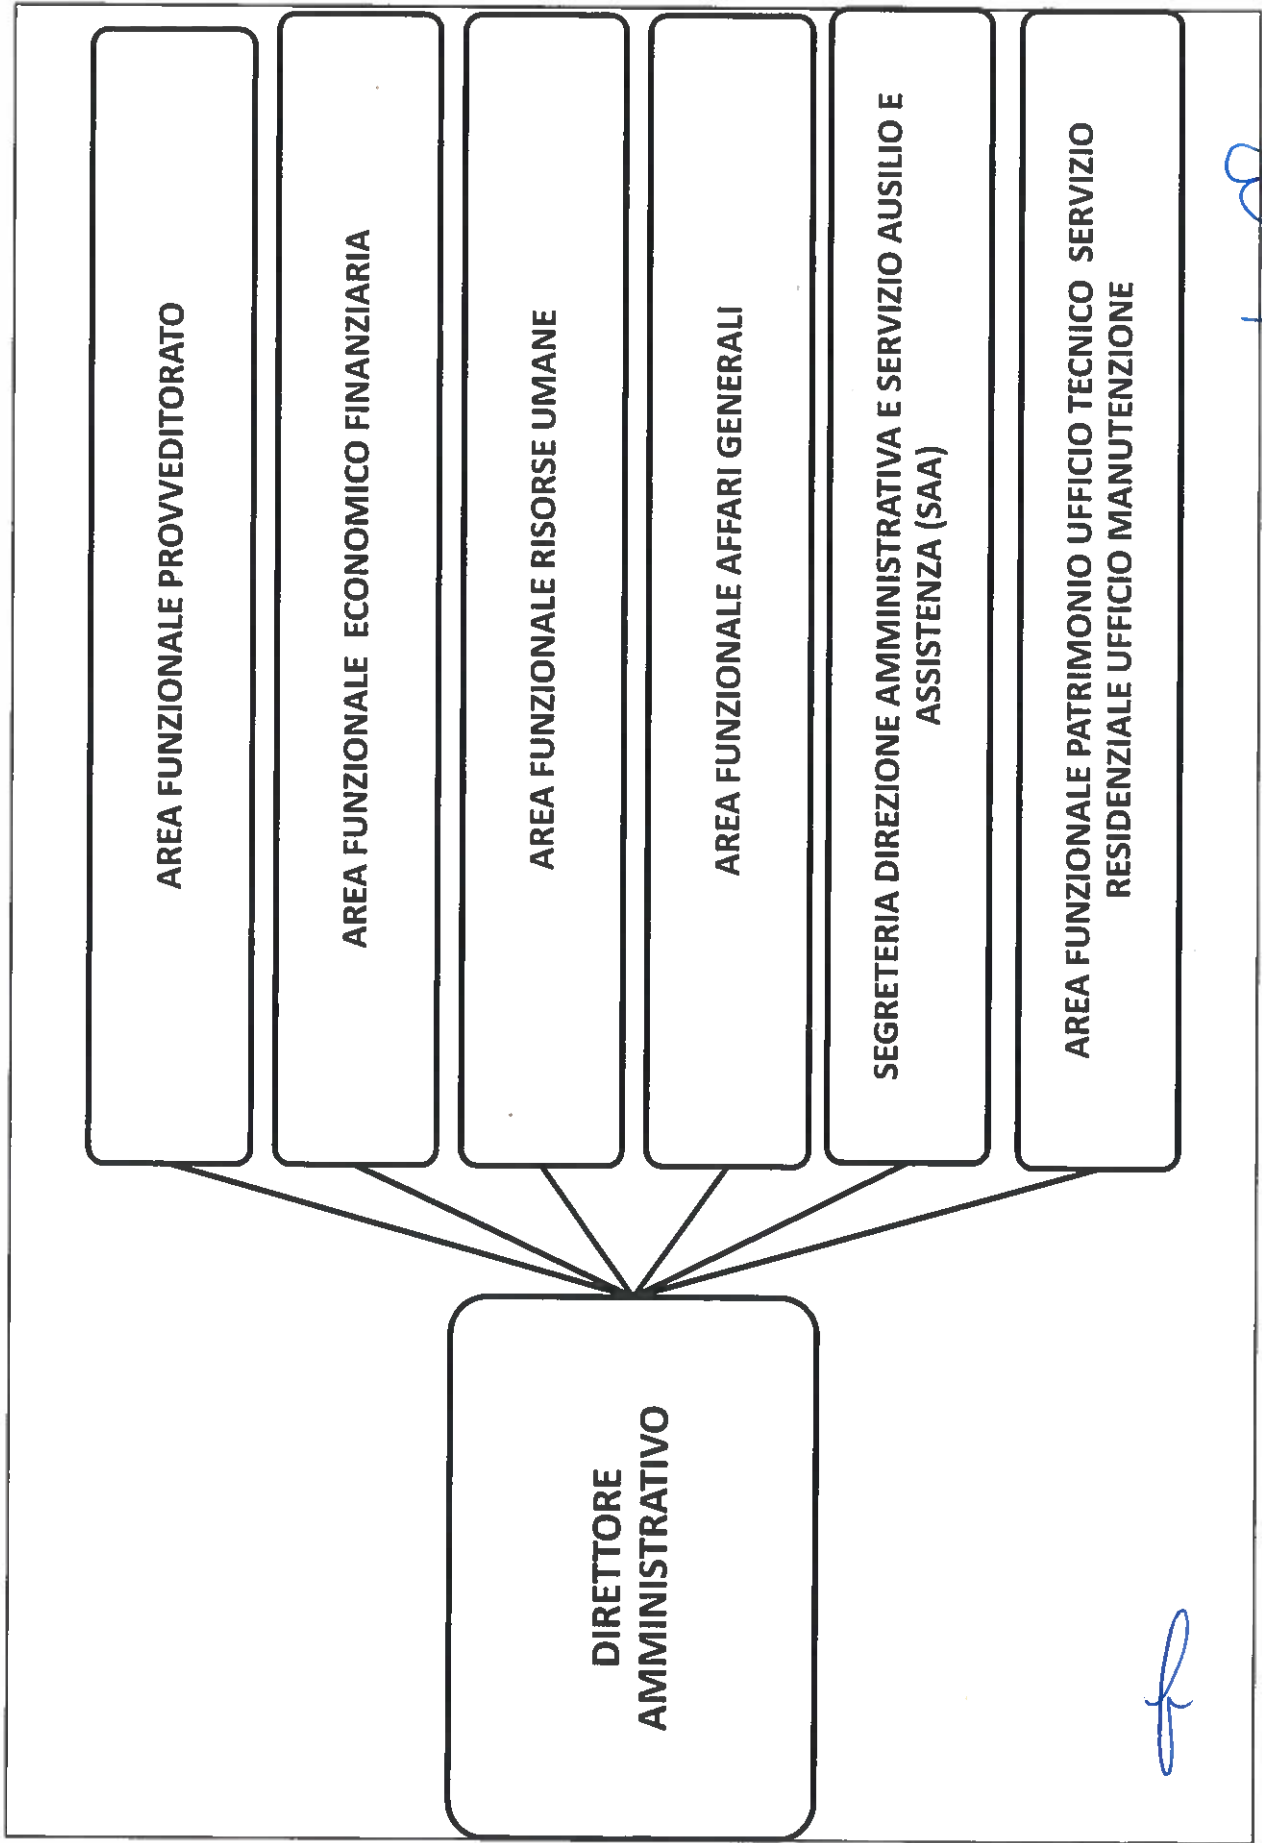 DIRETTORE
AMMINISTRATIVO
AREA FUNZIONALE PROVVEDITORATO
AREA FUNZIONALE ECONOMICO FINANZIARIA
AREA FUNZIONALE RISORSE UMANE
AREA FUNZIONALE AFFARI GENERALI
SEGRETERIA DIREZIONE AMMINISTRATIVA E SERVIZIO AUSILIO E
ASSISTENZA (SAA)
AREA FUNZIONALE PATRIMONIO UFFICIO TECNICO SERVIZIO
RESIDENZIALE UFFICIO MANUTENZIONE